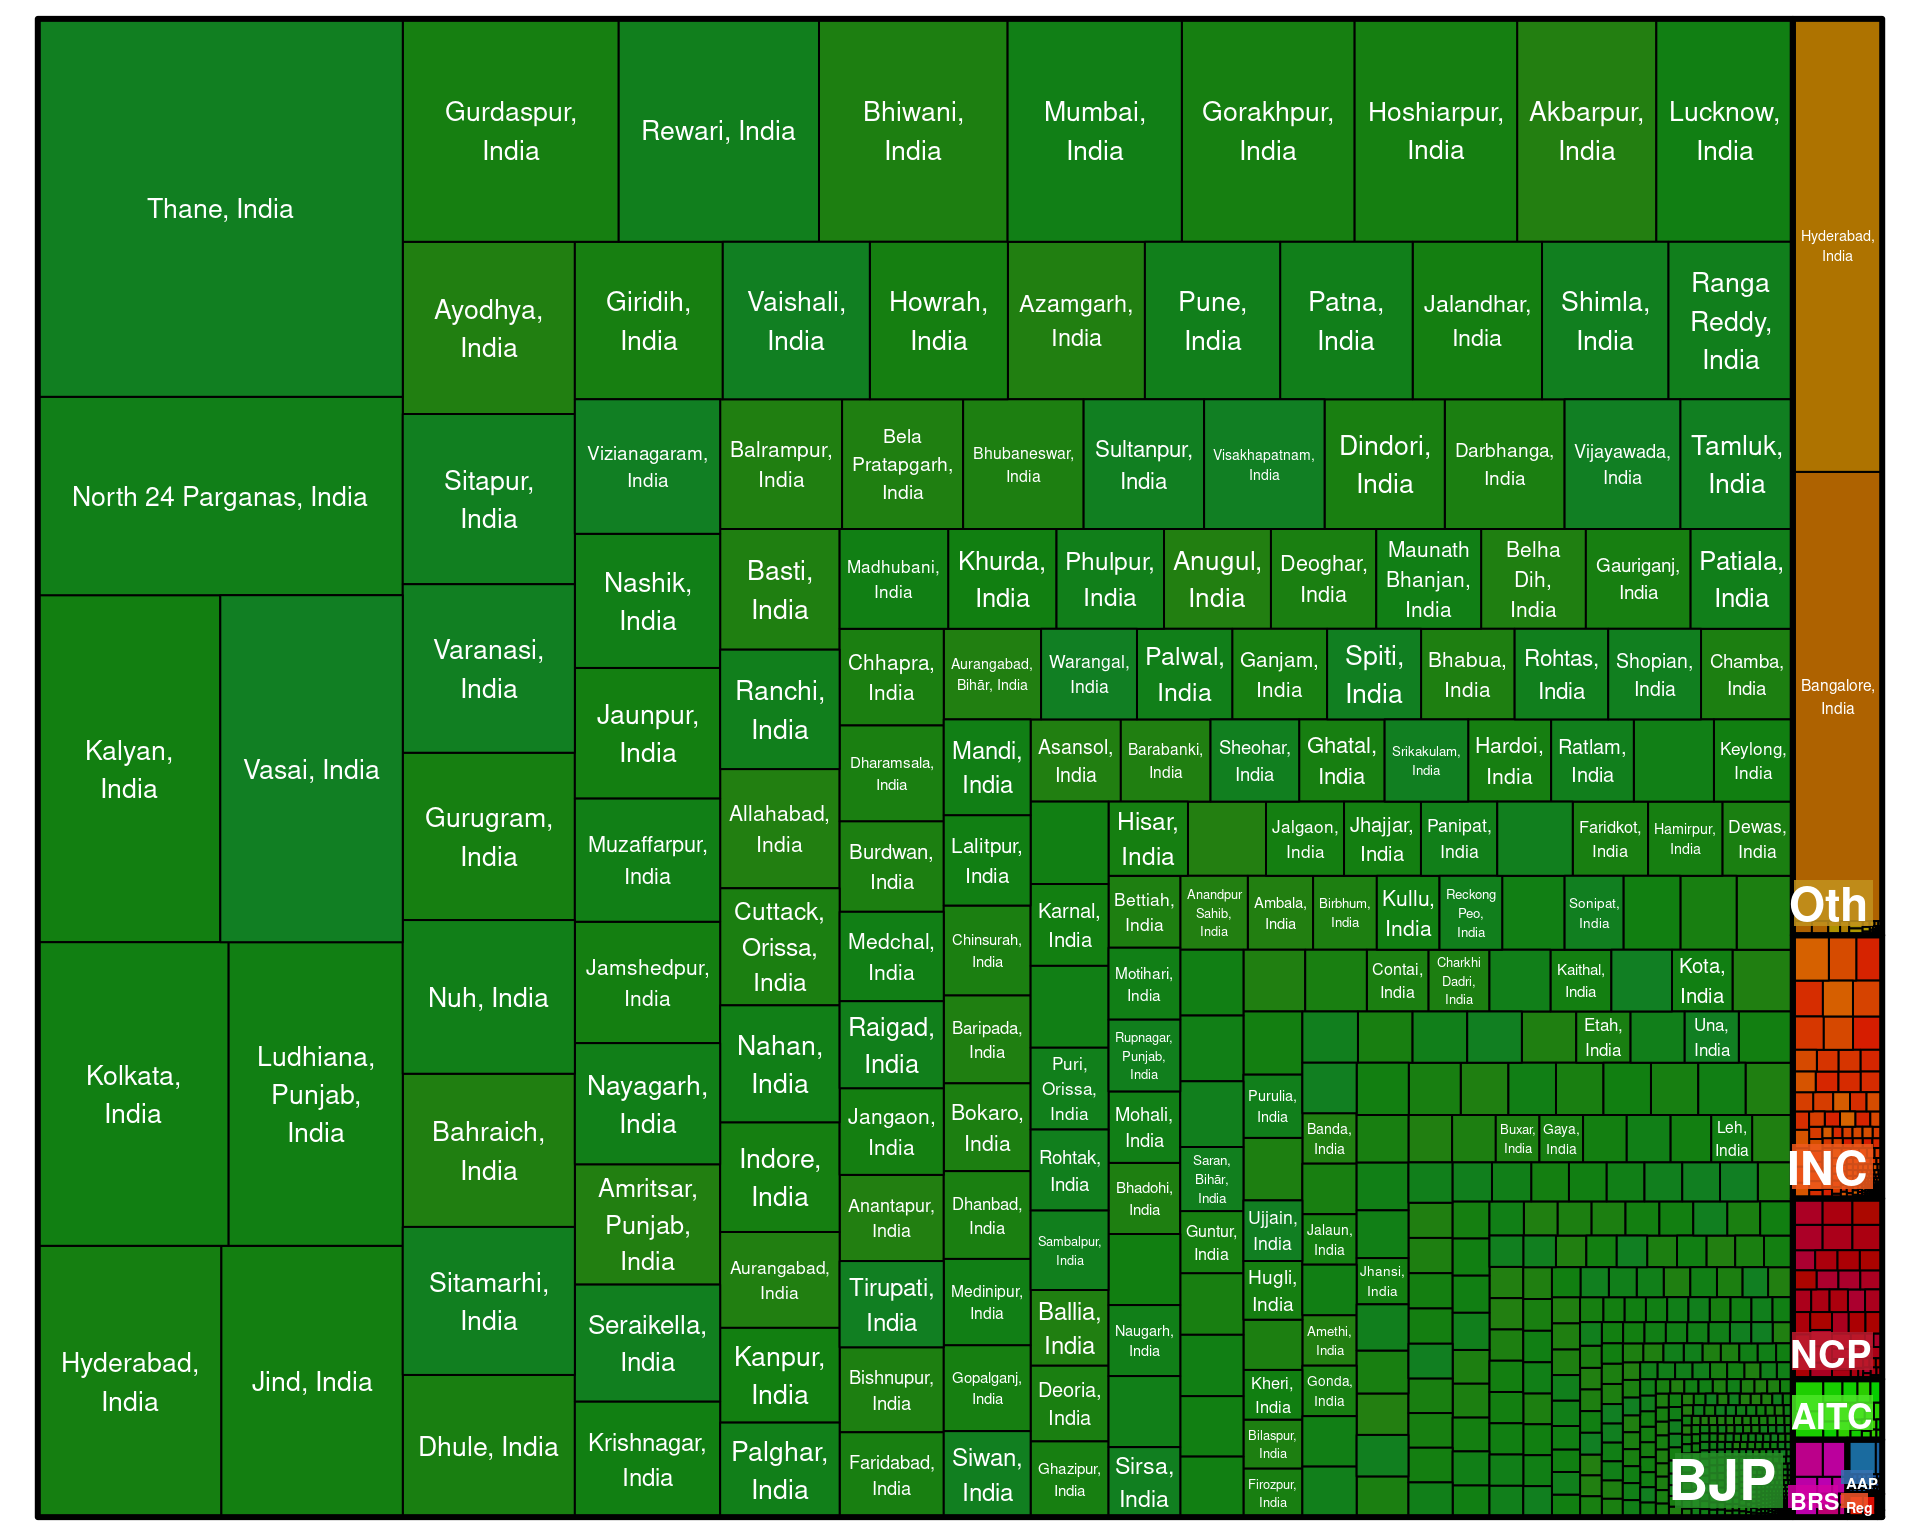 Thane, India
North 24 Parganas, India
Kalyan,
India
Vasai, India
Kolkata,
India
Ludhiana,
Punjab,
India
Hyderabad,
India
Jind, India
Gurdaspur,
India
Rewari, India
Bhiwani,
India
Mumbai,
India
Gorakhpur,
India
Hoshiarpur,
India
Akbarpur,
India
Lucknow,
India
Ayodhya,
India
Sitapur,
India
Varanasi,
India
Gurugram,
India
Nuh, India
Bahraich,
India
Sitamarhi,
India
Dhule, India
Giridih,
India
Vaishali,
India
Howrah,
India
Azamgarh,
India
Pune,
India
Patna,
India
Jalandhar,
India
Shimla,
India
Ranga
Reddy,
India
Vizianagaram,
India
Nashik,
India
Jaunpur,
India
Muzaffarpur,
India
Jamshedpur,
India
Nayagarh,
India
Amritsar,
Punjab,
India
Seraikella,
India
Krishnagar,
India
Balrampur,
India
Bela
Pratapgarh,
India
Bhubaneswar,
India
Sultanpur,
India
Visakhapatnam,
India
Dindori,
India
Darbhanga,
India
Vijayawada,
India
Tamluk,
India
Basti,
India
Ranchi,
India
Allahabad,
India
Cuttack,
Orissa,
India
Nahan,
India
Indore,
India
Aurangabad,
India
Kanpur,
India
Palghar,
India
Madhubani,
India
Khurda,
India
Phulpur,
India
Anugul,
India
Deoghar,
India
Maunath
Bhanjan,
India
Belha
Dih,
India
Gauriganj,
India
Patiala,
India
Chhapra,
India
Dharamsala,
India
Burdwan,
India
Medchal,
India
Raigad,
India
Jangaon,
India
Anantapur,
India
Tirupati,
India
Bishnupur,
India
Faridabad,
India
Aurangabad,
Bihār, India
Warangal,
India
Palwal,
India
Ganjam,
India
Spiti,
India
Bhabua,
India
Rohtas,
India
Shopian,
India
Chamba,
India
Mandi,
India
Lalitpur,
India
Chinsurah,
India
Baripada,
India
Bokaro,
India
Dhanbad,
India
Medinipur,
India
Gopalganj,
India
Siwan,
India
Asansol,
India
Barabanki,
India
Sheohar,
India
Ghatal,
India
Srikakulam,
India
Hardoi,
India
Ratlam,
India
Keylong,
India
Karnal,
India
Puri,
Orissa,
India
Rohtak,
India
Sambalpur,
India
Ballia,
India
Deoria,
India
Ghazipur,
India
Hisar,
India
Jalgaon,
India
Jhajjar,
India
Panipat,
India
Faridkot,
India
Hamirpur,
India
Dewas,
India
Bettiah,
India
Motihari,
India
Rupnagar,
Punjab,
India
Mohali,
India
Bhadohi,
India
Naugarh,
India
Sirsa,
India
Anandpur
Sahib,
India
Ambala,
India
Birbhum,
India
Kullu,
India
Reckong
Peo,
India
Sonipat,
India
Saran,
Bihār,
India
Guntur,
India
Contai,
India
Charkhi
Dadri,
India
Kaithal,
India
Kota,
India
Purulia,
India
Ujjain,
India
Hugli,
India
Kheri,
India
Bilaspur,
India
Firozpur,
India
Etah,
India
Una,
India
Banda,
India
Jalaun,
India
Amethi,
India
Gonda,
India
Buxar,
India
Gaya,
India
Leh,
India
Jhansi,
India
BJP
Hyderabad,
India
Bangalore,
India
Oth
INC
NCP
AITC
BRS
AAP
Reg